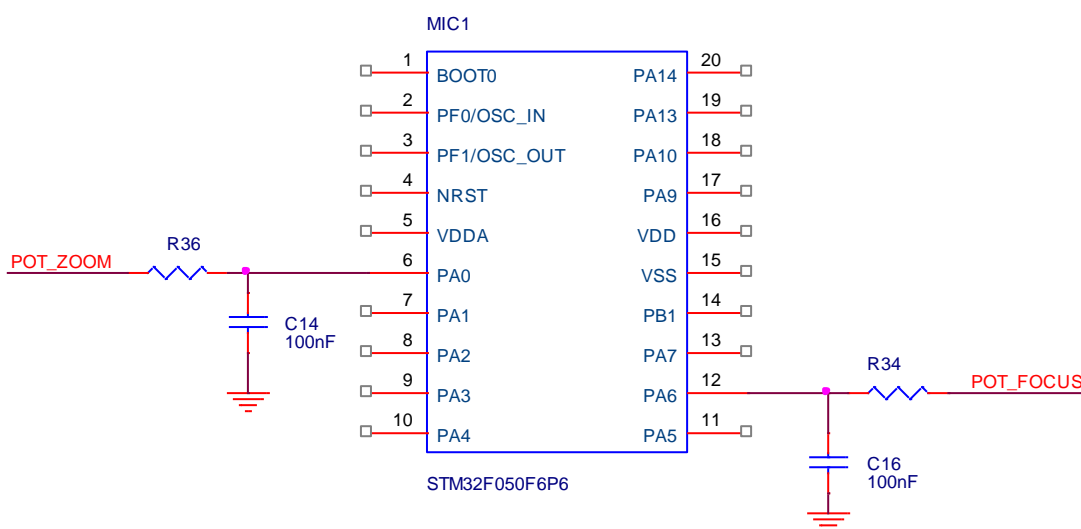 MIC1
1 BOOT0 PA14 20
2 PF0/OSC_IN PA13 19
3 PF1/OSC_OUT PA10 18
4 NRST PA9 17
5 VDDA VDD 16
R36
POT_ZOOM
6 PA0 VSS 15
7 PA1 PB1 14
C14
100nF
8 PA2 PA7 13
R34
9 PA3 PA6 12
POT_FOCUS
10 PA4 PA5 11
C16
100nF
STM32F050F6P6